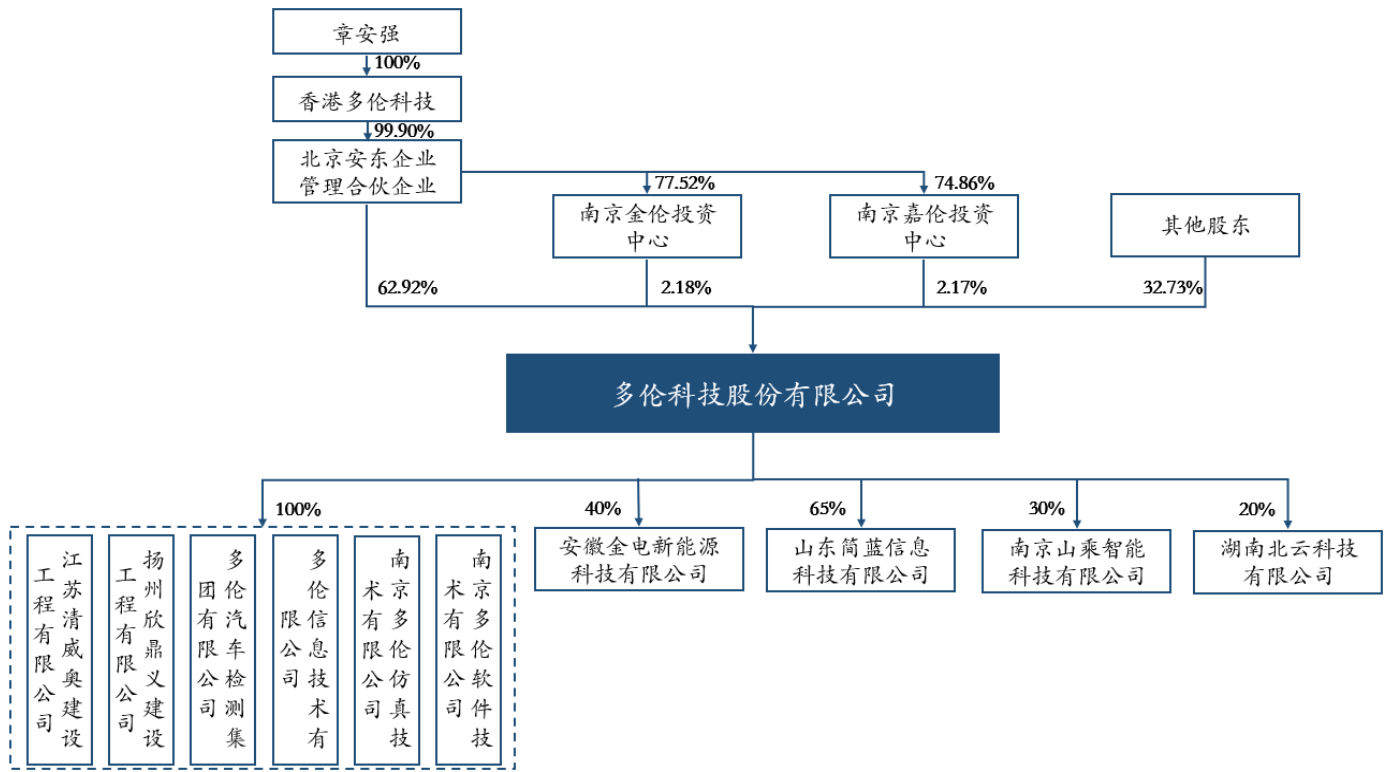 章安强
100%
香港多伦科技
99.90%
北京安东企业
管理合伙企业
77.52%
74.86%
南京金伦投资
中心
南京嘉伦投资
中心
其他股东
62.92%
2.18%
2.17%
32.73%
多伦科技股份有限公司
100%
40%
65%
30%
20%
江苏清威奥建设
工程有限公司
扬州欣鼎义建设
工程有限公司
多伦汽车检测集
团有限公司
多伦信息技术有
限公司
南京多伦仿真技
术有限公司
南京多伦软件技
术有限公司
安徽金电新能源
科技有限公司
山东简蓝信息
科技有限公司
南京山乘智能
科技有限公司
湖南北云科技
有限公司